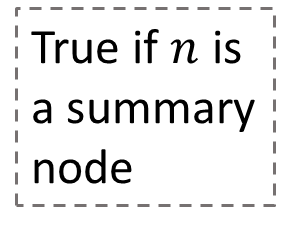 True if 𝑛 is
a summary
node